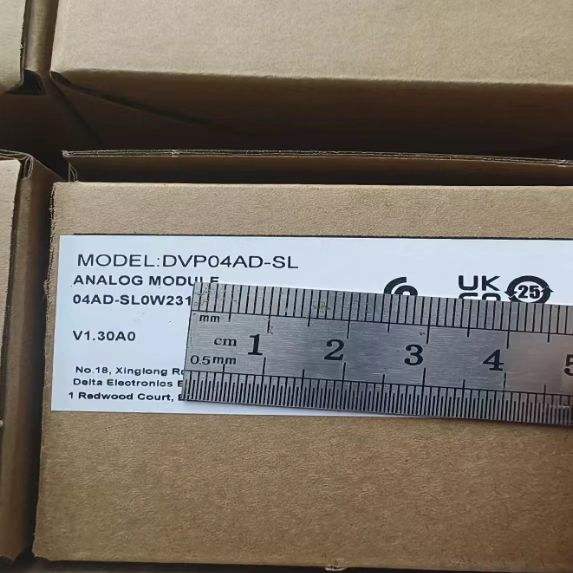 MODEL:DVP04AD-SL
ANALOG MODULE
04AD-SL0W231
UK
25
V1.30A0
mm
cm 1 2 3 4 5
0.5mm
No.18, Xinglong
Delta Electronics
1 Redwood Court,